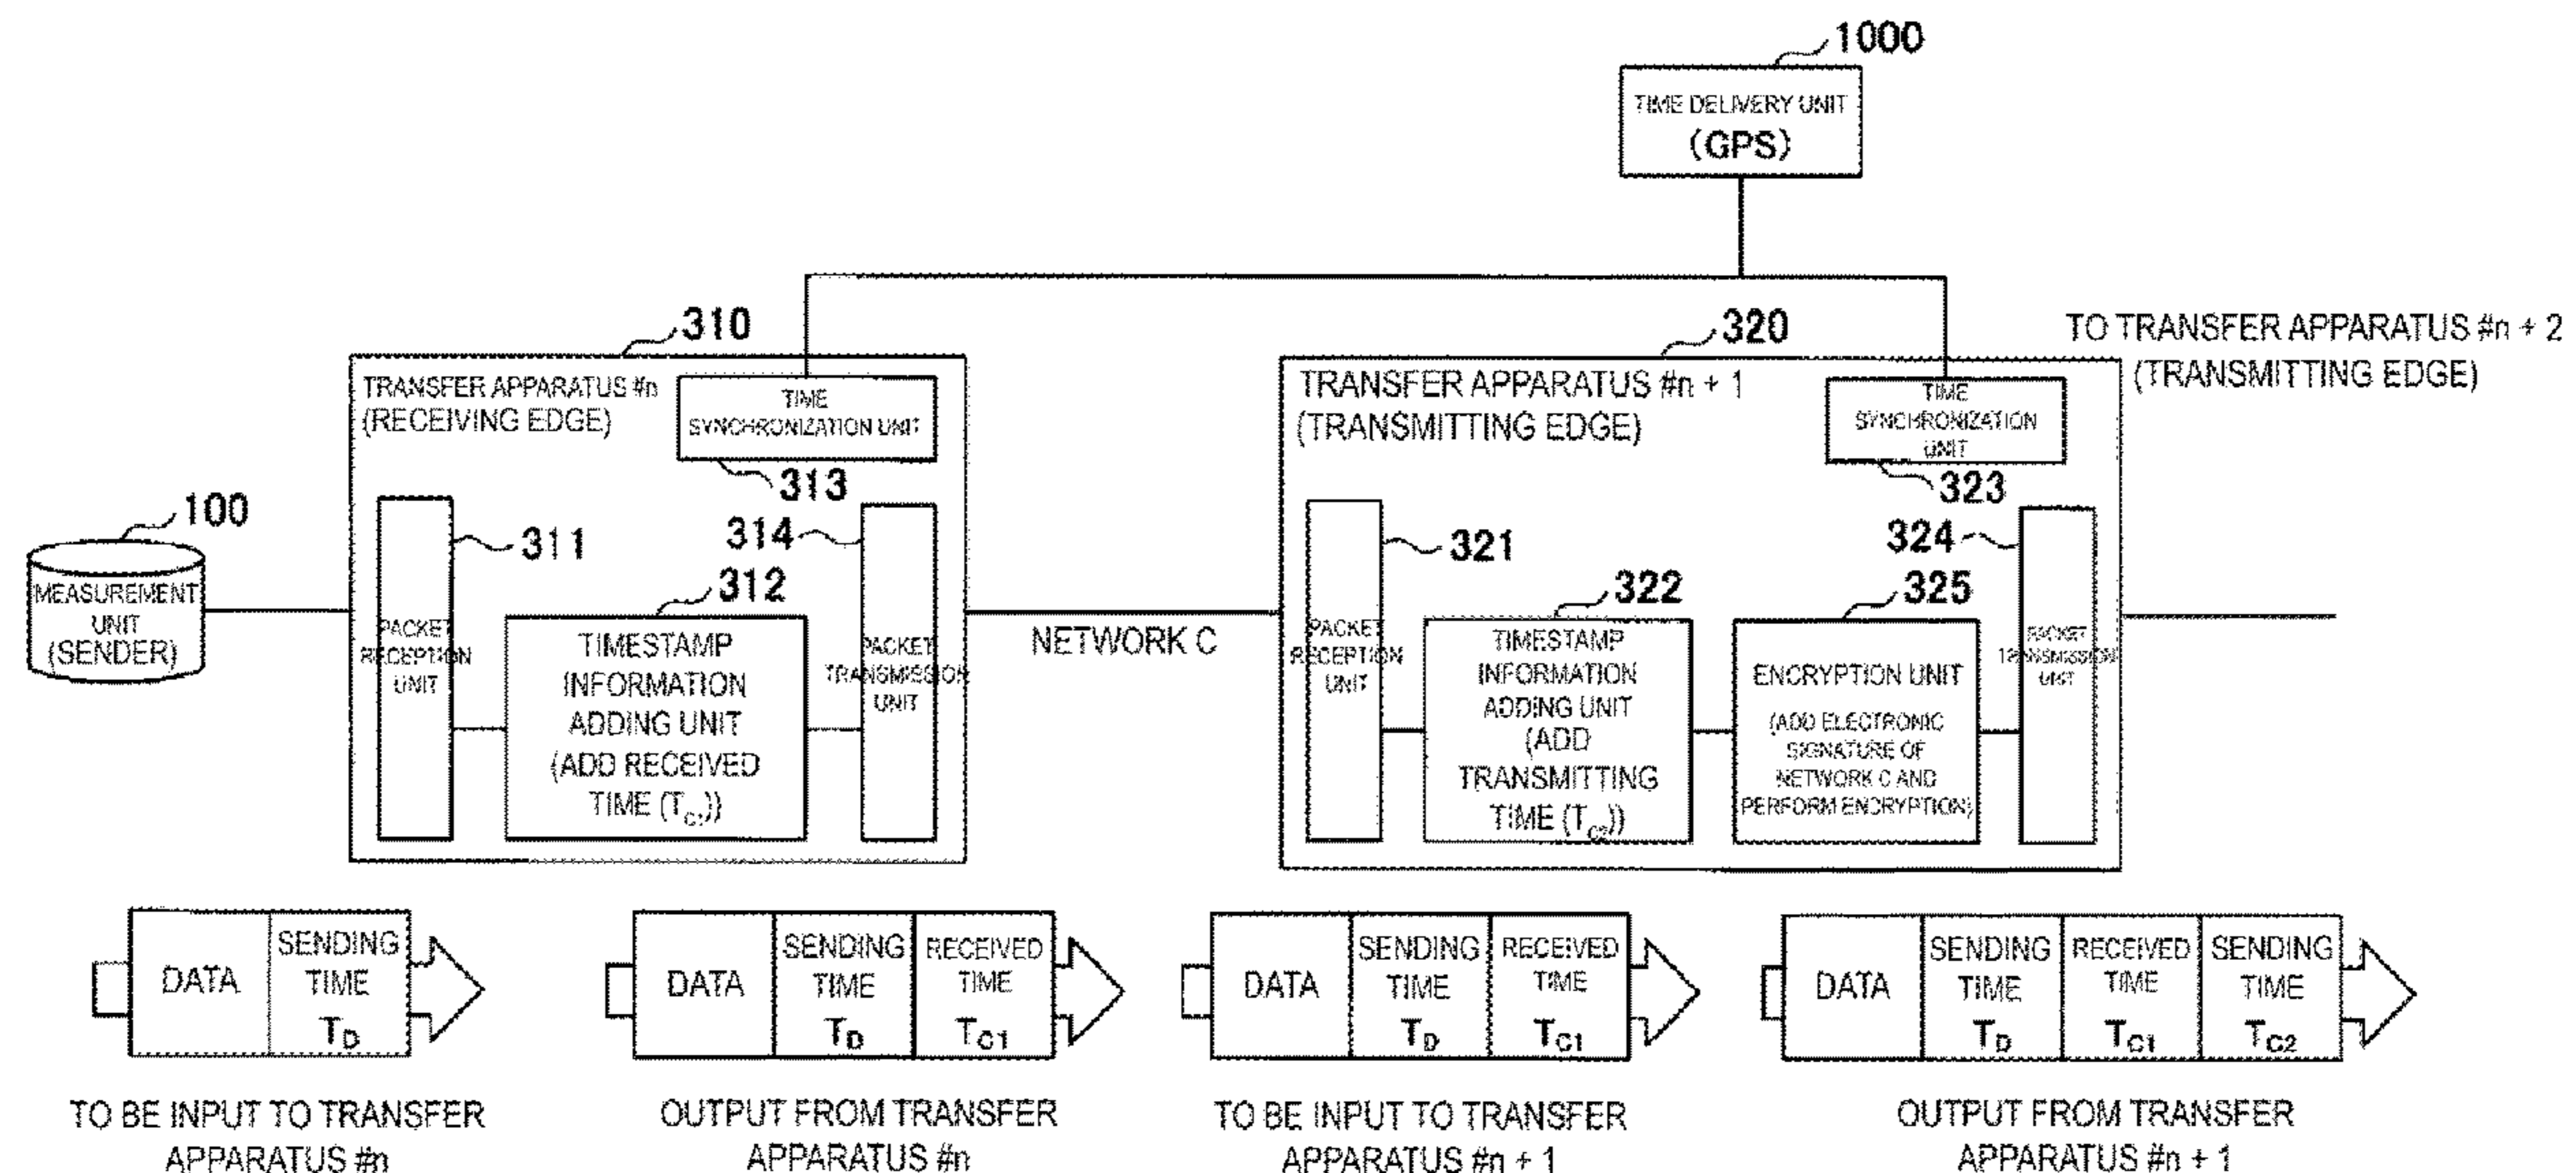 1000
TIME DELIVERY UNIT
(GPS)
310
320
TO TRANSFER APPARATUS #n + 2
(TRANSMITTING EDGE)
TRANSFER APPARATUS #n
(RECEIVING EDGE)
TIME
SYNCHRONIZATION UNIT
313
TRANSFER APPARATUS #n + 1
(TRANSMITTING EDGE)
TIME
SYNCHRONIZATION
UNIT
323
100
MEASUREMENT
UNIT
(SENDER)
311
PACKET
RECEPTION
UNIT
312
TIMESTAMP
INFORMATION
ADDING UNIT
(ADD RECEIVED
TIME (TC1))
314
PACKET
TRANSMISSION
UNIT
NETWORK C
321
PACKET
RECEPTION
UNIT
322
TIMESTAMP
INFORMATION
ADDING UNIT
(ADD
TRANSMITTING
TIME (TC2))
325
ENCRYPTION UNIT
(ADD ELECTRONIC
SIGNATURE OF
NETWORK C AND
PERFORM ENCRYPTION)
324
PACKET
TRANSMISSION
UNIT
DATA
SENDING
TIME
TD
TO BE INPUT TO TRANSFER
APPARATUS #n
DATA
SENDING
TIME
TD
RECEIVED
TIME
TC1
OUTPUT FROM TRANSFER
APPARATUS #n
DATA
SENDING
TIME
TD
RECEIVED
TIME
TC1
TO BE INPUT TO TRANSFER
APPARATUS #n + 1
DATA
SENDING
TIME
TD
RECEIVED
TIME
TC1
SENDING
TIME
TC2
OUTPUT FROM TRANSFER
APPARATUS #n + 1